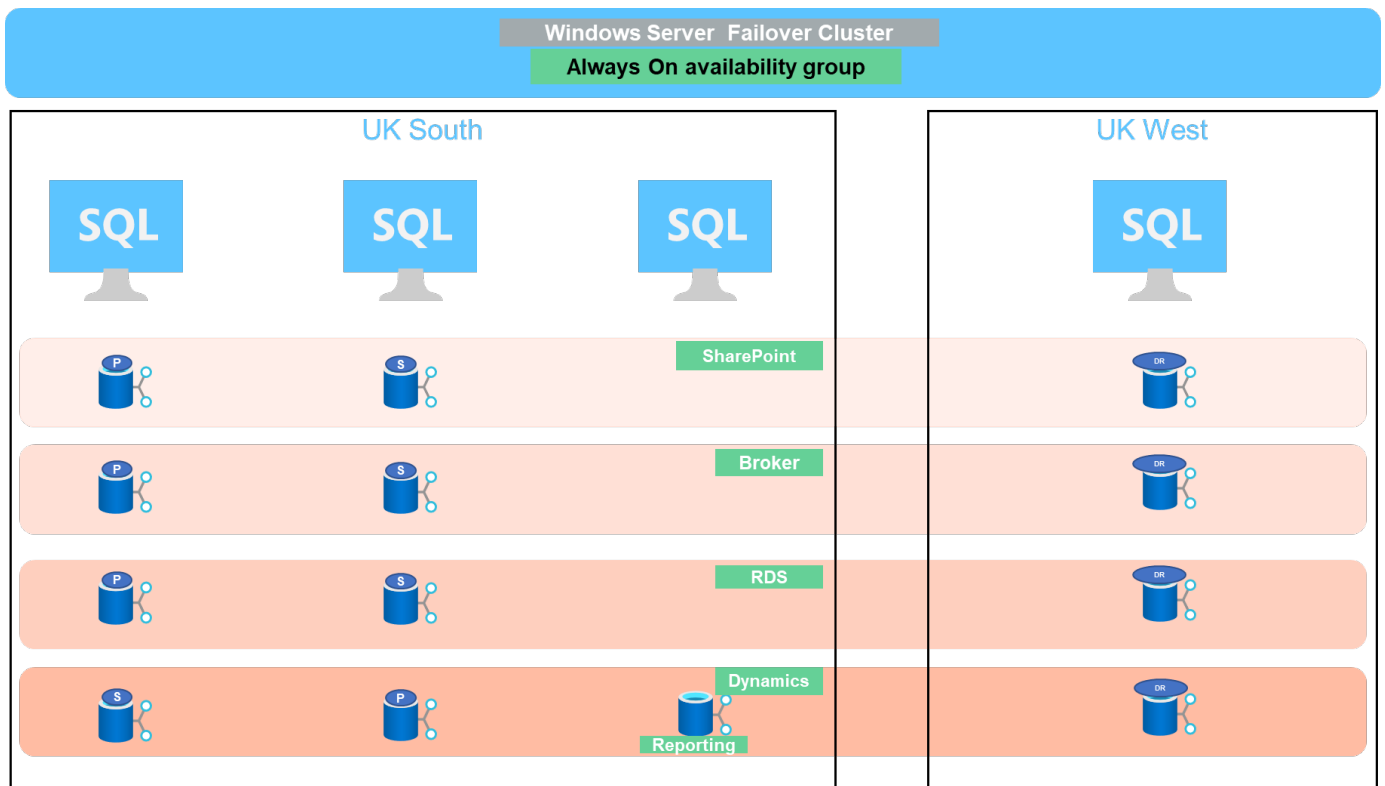 Windows Server Failover Cluster
Always On availability group
UK South
UK West
SQL
SQL
SQL
SQL
SharePoint
P
S
DR
Broker
P
S
DR
RDS
P
S
DR
Dynamics
S
P
DR
Reporting